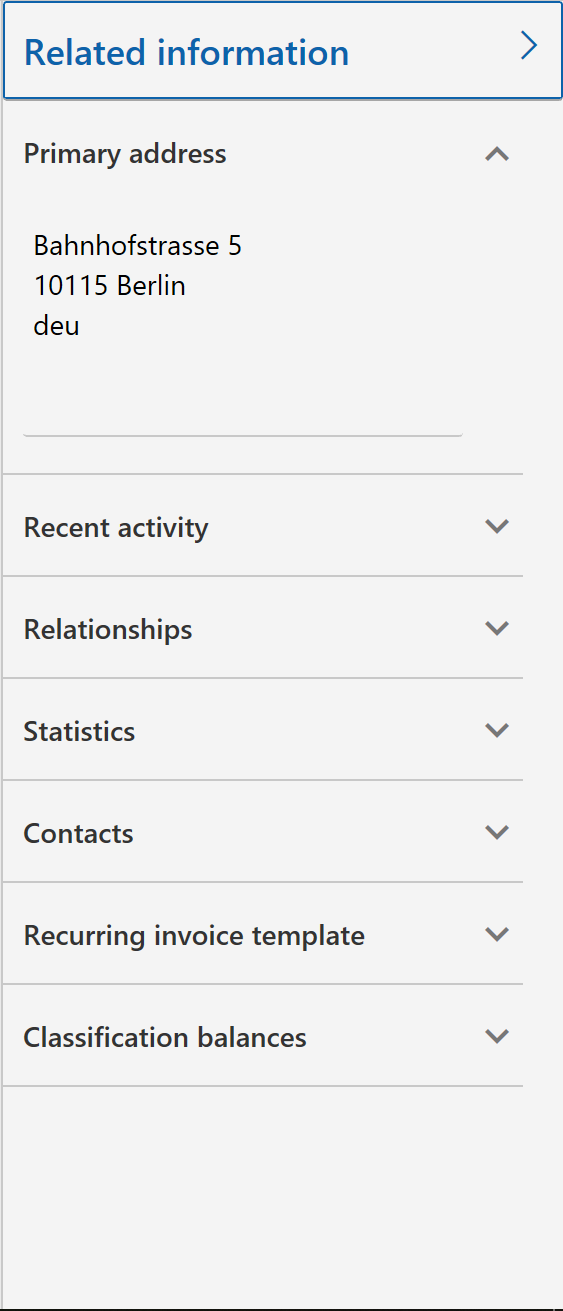 Related information
Primary address
Bahnhofstrasse 5
10115 Berlin
deu
Recent activity
Relationships
Statistics
Contacts
Recurring invoice template
Classification balances